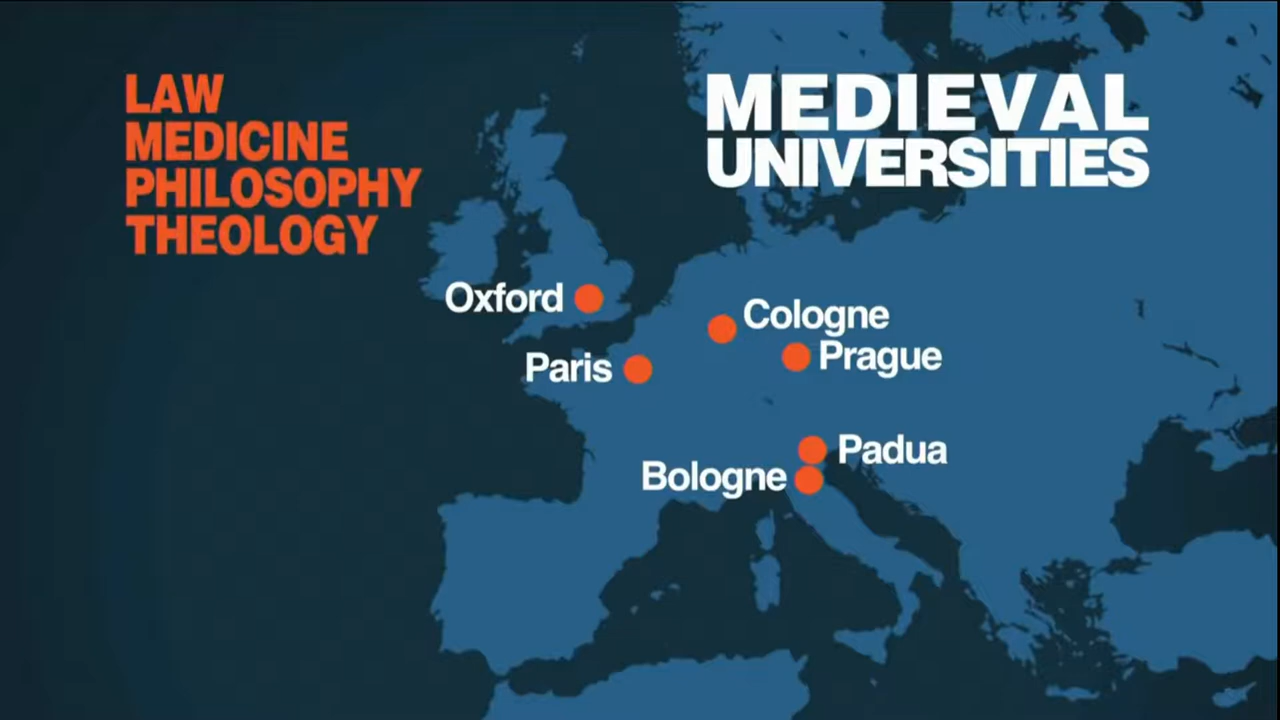 LAW
MEDICINE
PHILOSOPHY
THEOLOGY
MEDIEVAL
UNIVERSITIES
Oxford
Cologne
Paris
Prague
Padua
Bologne